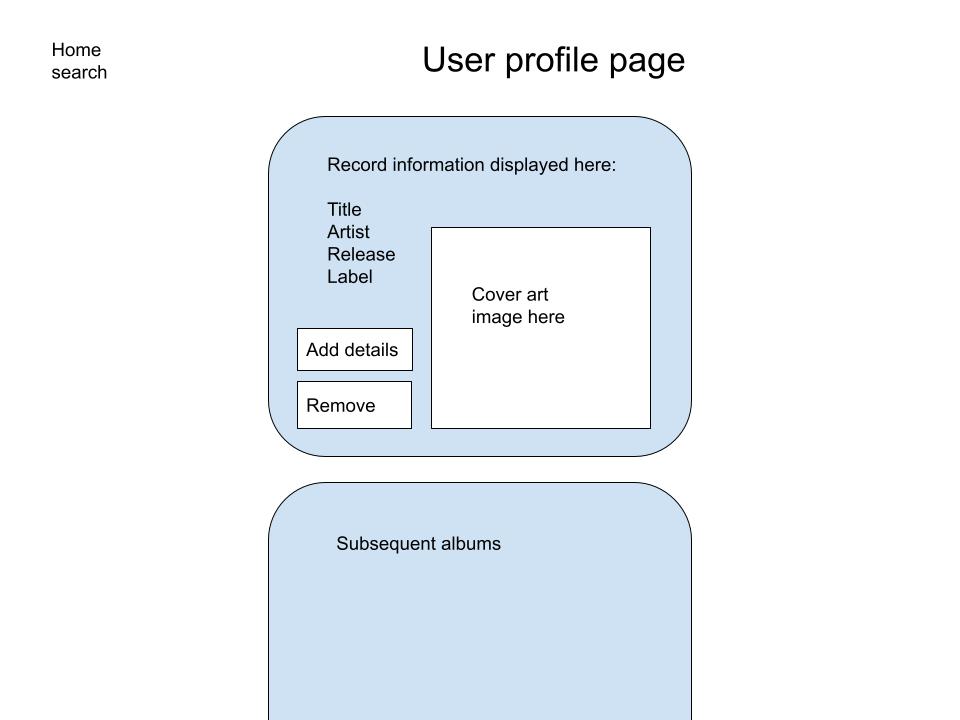 Home
search
User profile page
Record information displayed here:
Title
Artist
Release
Label
Cover art
image here
Add details
Remove
Subsequent albums